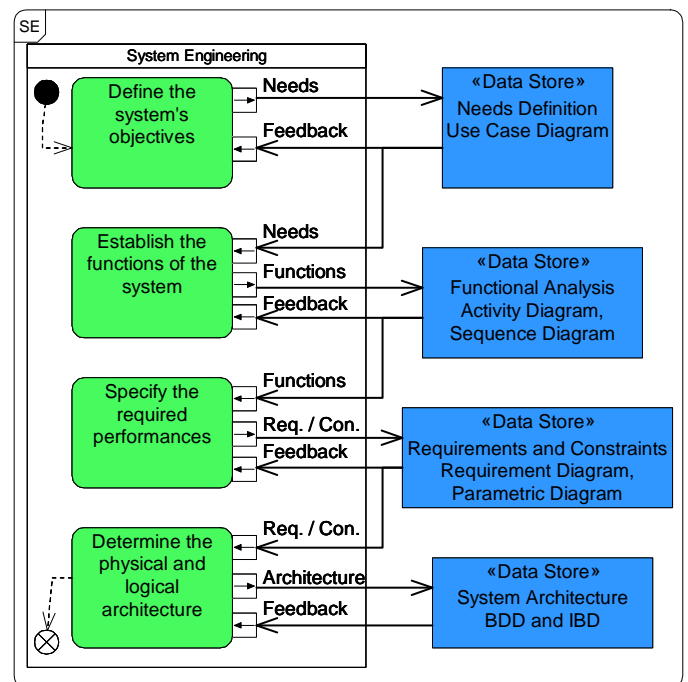 SE
System Engineering
Define the
system's
objectives
Needs
Feedback
«Data Store»
Needs Definition
Use Case Diagram
Establish the
functions of the
system
Needs
Functions
Feedback
«Data Store»
Functional Analysis
Activity Diagram,
Sequence Diagram
Specify the
required
performances
Functions
Req. / Con.
Feedback
«Data Store»
Requirements and Constraints
Requirement Diagram,
Parametric Diagram
Determine the
physical and
logical
architecture
Req. / Con.
Architecture
Feedback
«Data Store»
System Architecture
BDD and IBD